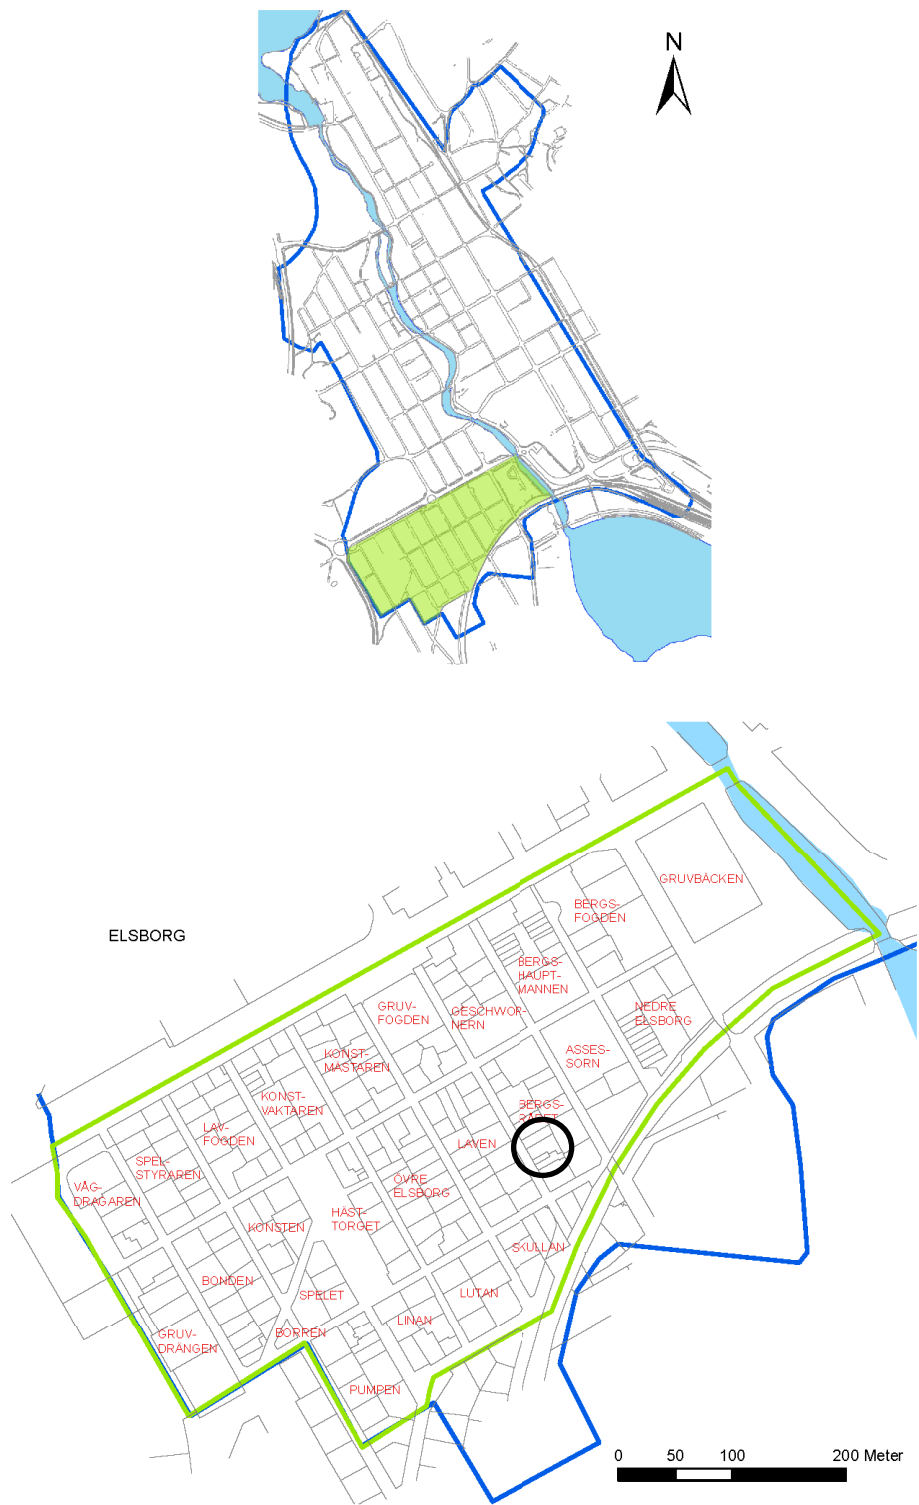 N
ELSBORG
GRUVBÄCKEN
BERGS-
FOGDEN
BERGS-
HAUPT-
MANNEN
GRUV-
FOGDEN
GESCHWOR-
NERN
NEDRE
ELSBORG
KONST-
MÄSTAREN
ASSES-
SORN
KONST-
VAKTAREN
BERGS-
RÅDET
LAV-
FOGDEN
LAVEN
SPEL-
STYRAREN
ÖVRE
ELSBORG
VÅG-
DRAGAREN
HÄST-
TORGET
KONSTEN
SKULLAN
BONDEN
SPELET
LUTAN
LINAN
BORREN
GRUV-
DRÄNGEN
PUMPEN
0 50 100 200 Meter